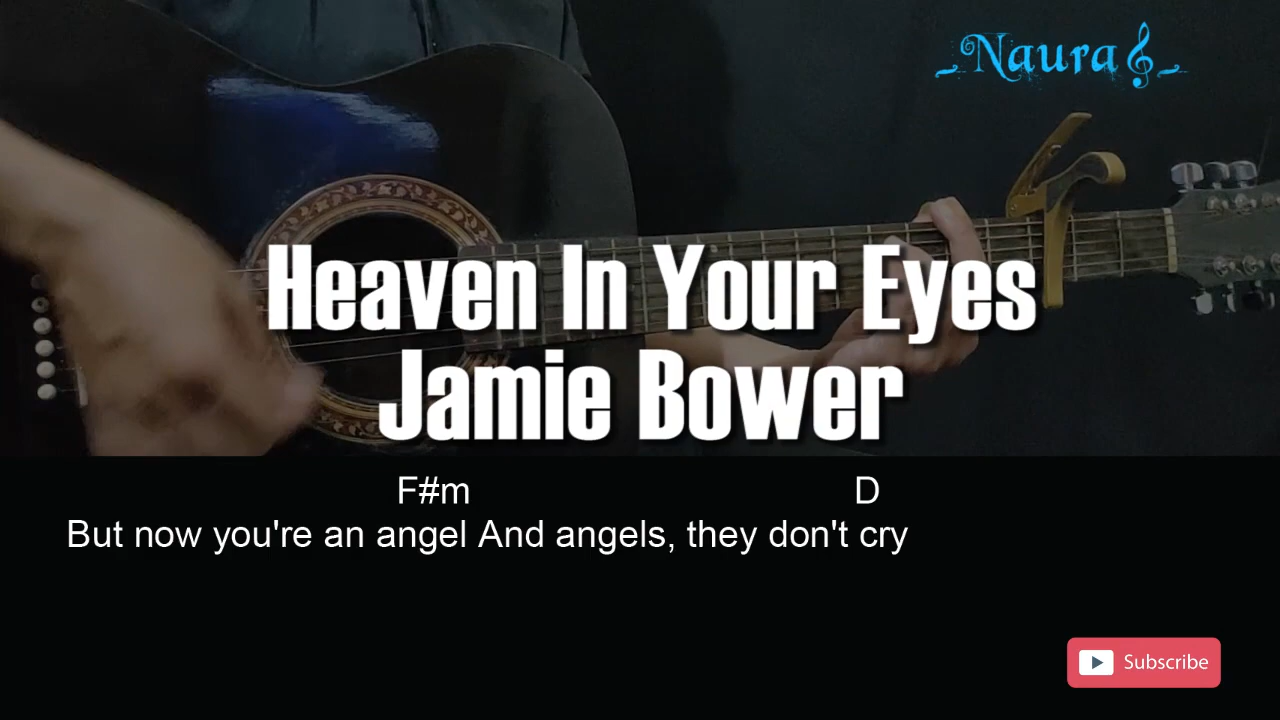 Naura
Heaven In Your Eyes
Jamie Bower
F#m D
But now you're an angel And angels, they don't cry
Subscribe